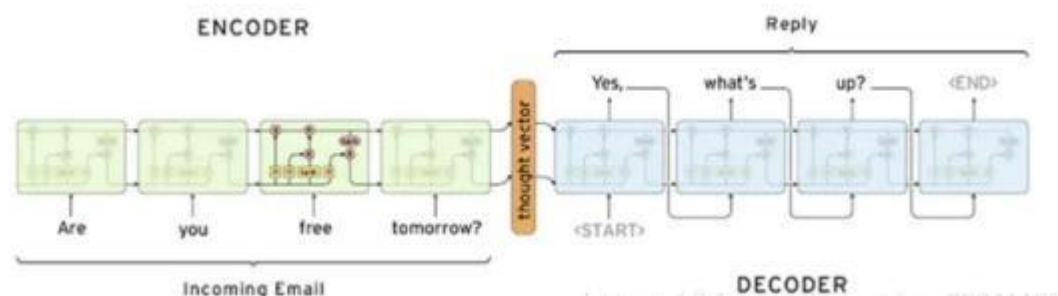 ENCODER
Reply
Yes, what's up? <END>
thought vector
Are you free tomorrow?
<START>
Incoming Email
DECODER